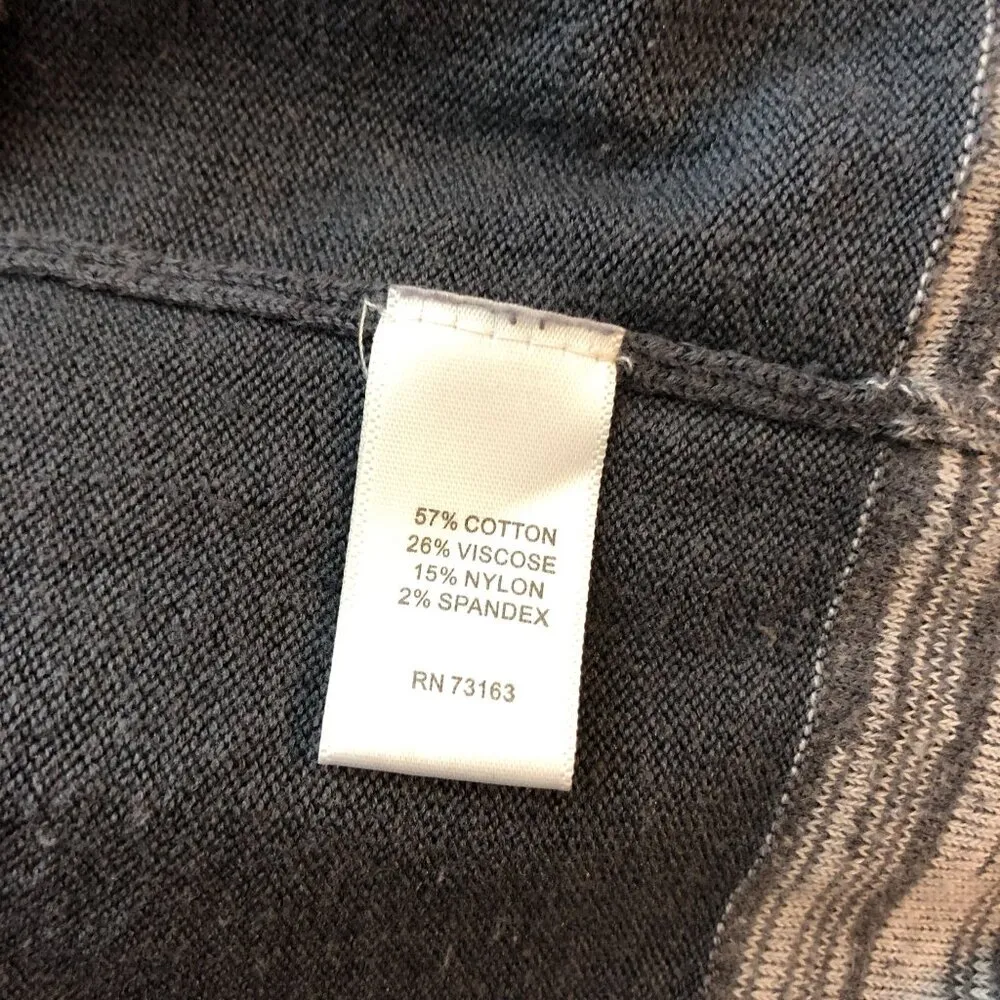 57% COTTON
26% VISCOSE
15% NYLON
2% SPANDEX
RN 73163